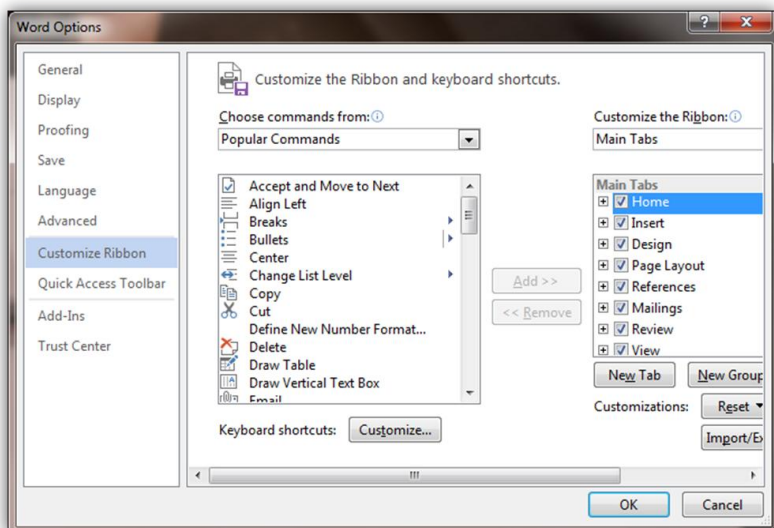 Word Options
General
Display
Proofing
Save
Language
Advanced
Customize Ribbon
Quick Access Toolbar
Add-Ins
Trust Center
Customize the Ribbon and keyboard shortcuts.
Choose commands from:
Popular Commands
Accept and Move to Next
Align Left
Breaks
Bullets
Center
Change List Level
Copy
Cut
Define New Number Format...
Delete
Draw Table
Draw Vertical Text Box
Email
Keyboard shortcuts: Customize...
Add >>
<< Remove
Customize the Ribbon:
Main Tabs
Main Tabs
Home
Insert
Design
Page Layout
References
Mailings
Review
View
New Tab New Group
Customizations: Reset
Import/Ex
OK Cancel